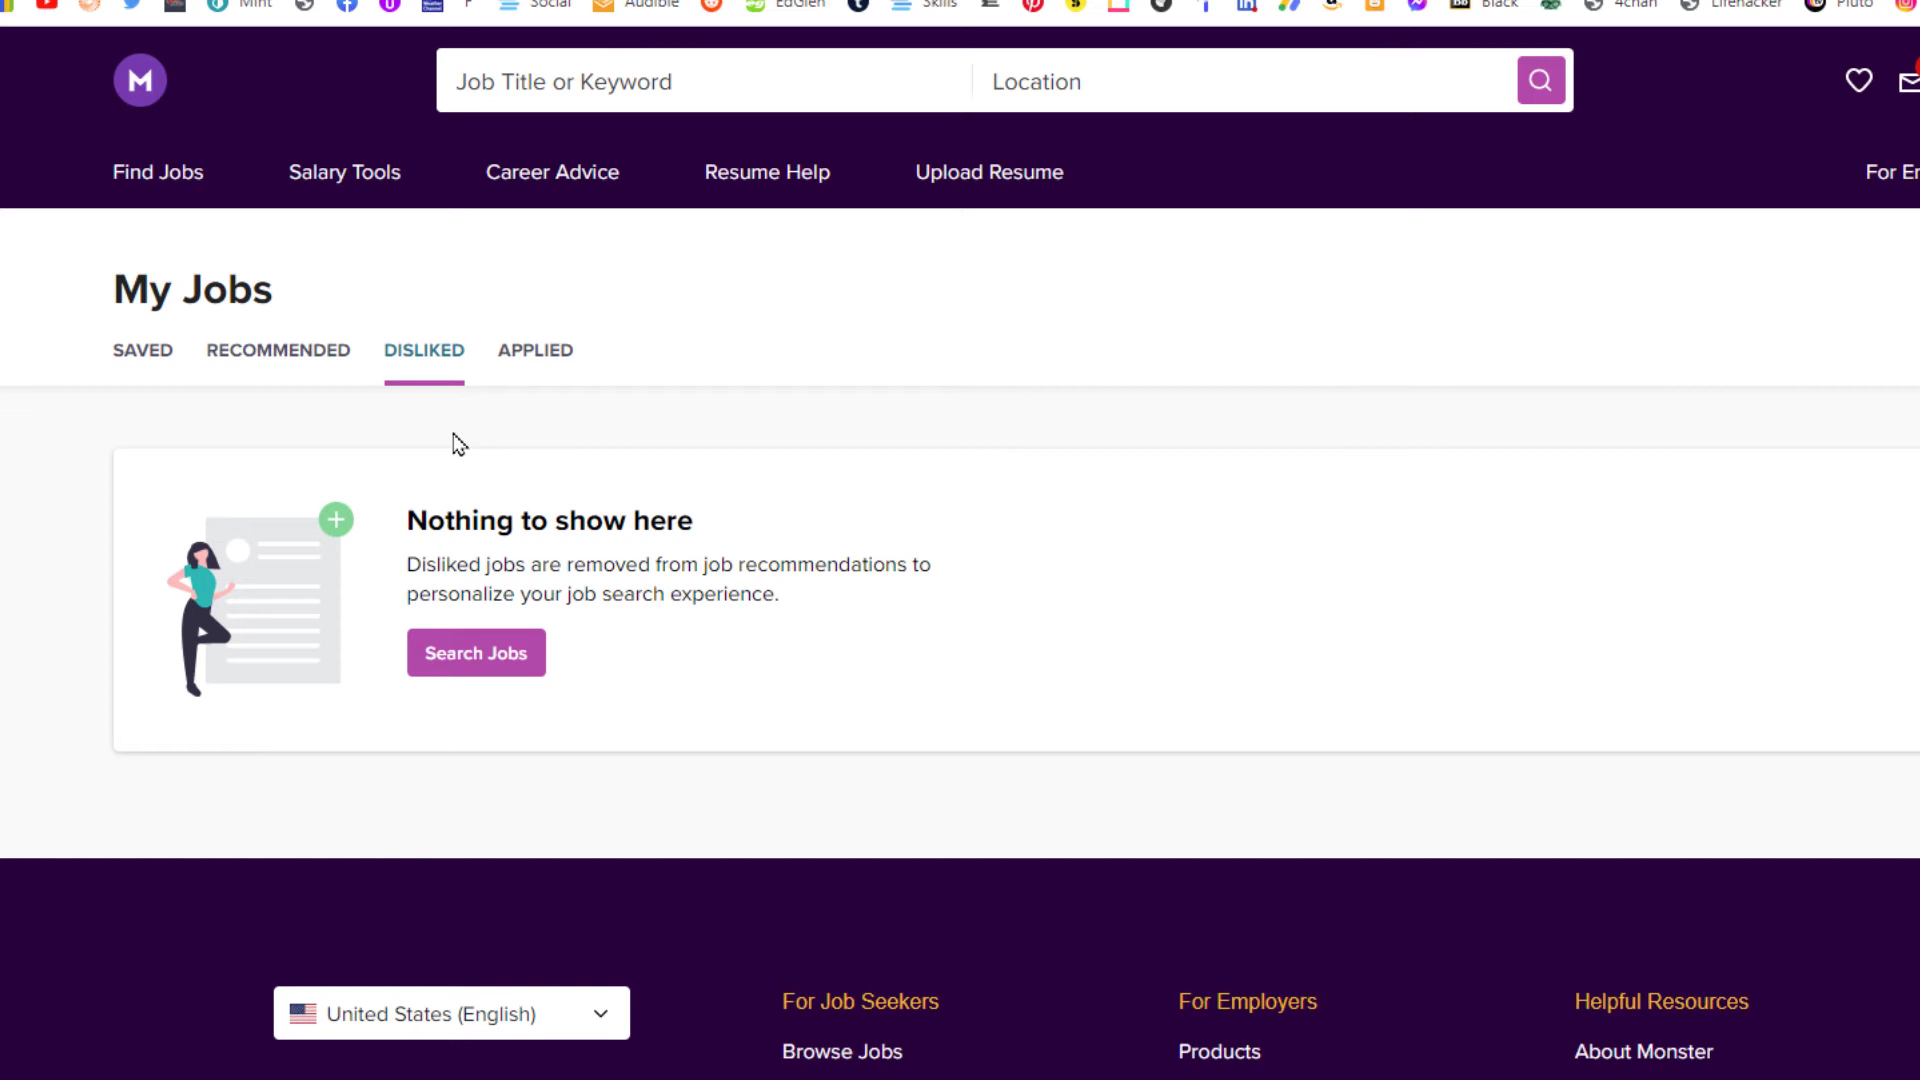 Mint Social Audible EdGlen Skills Black 4chan Lifehacker Pluto
M
Job Title or Keyword Location
Find Jobs Salary Tools Career Advice Resume Help Upload Resume For Em
My Jobs
SAVED RECOMMENDED DISLIKED APPLIED
Nothing to show here
Disliked jobs are removed from job recommendations to
personalize your job search experience.
Search Jobs
For Job Seekers For Employers Helpful Resources
United States (English)
Browse Jobs Products About Monster